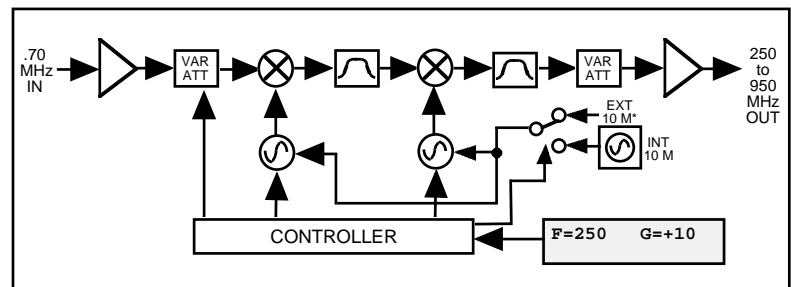 .70
MHz
IN
VAR
ATT
VAR
ATT
250
to
950
MHz
OUT
EXT
10 M*
INT
10 M
CONTROLLER
F=250 G=+10